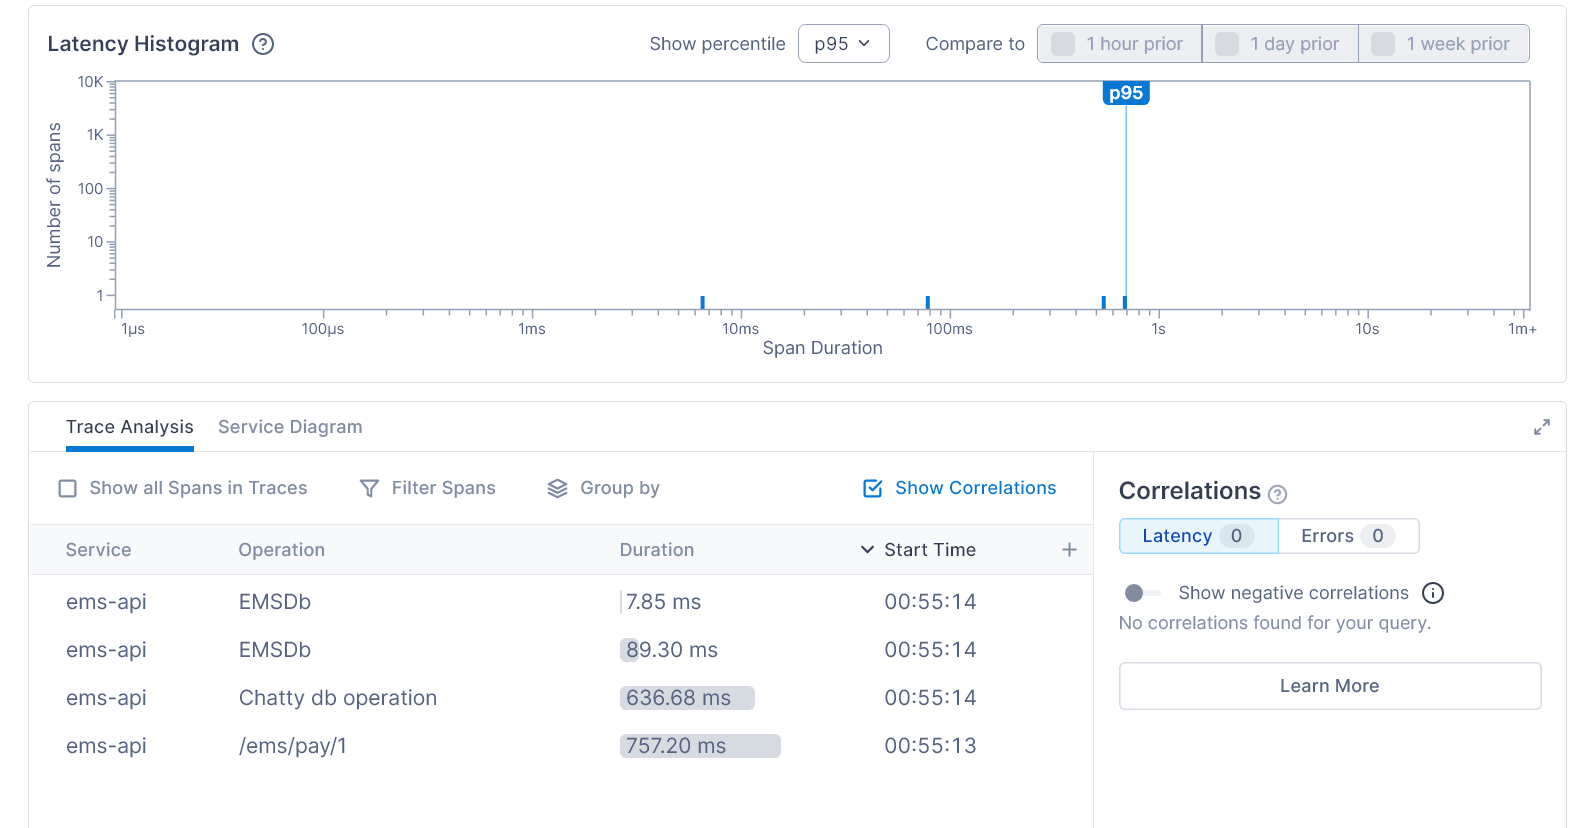 Latency Histogram ?
Show percentile p95
Compare to 1 hour prior 1 day prior 1 week prior
Number of spans
10K
1K
100
10
1
p95
1µs 100µs 1ms 10ms 100ms 1s 10s 1m+
Span Duration
Trace Analysis Service Diagram
Show all Spans in Traces Filter Spans Group by Show Correlations
Service Operation Duration Start Time +
ems-api EMSDb 7.85 ms 00:55:14
ems-api EMSDb 89.30 ms 00:55:14
ems-api Chatty db operation 636.68 ms 00:55:14
ems-api /ems/pay/1 757.20 ms 00:55:13
Correlations ?
Latency 0 Errors 0
Show negative correlations i
No correlations found for your query.
Learn More